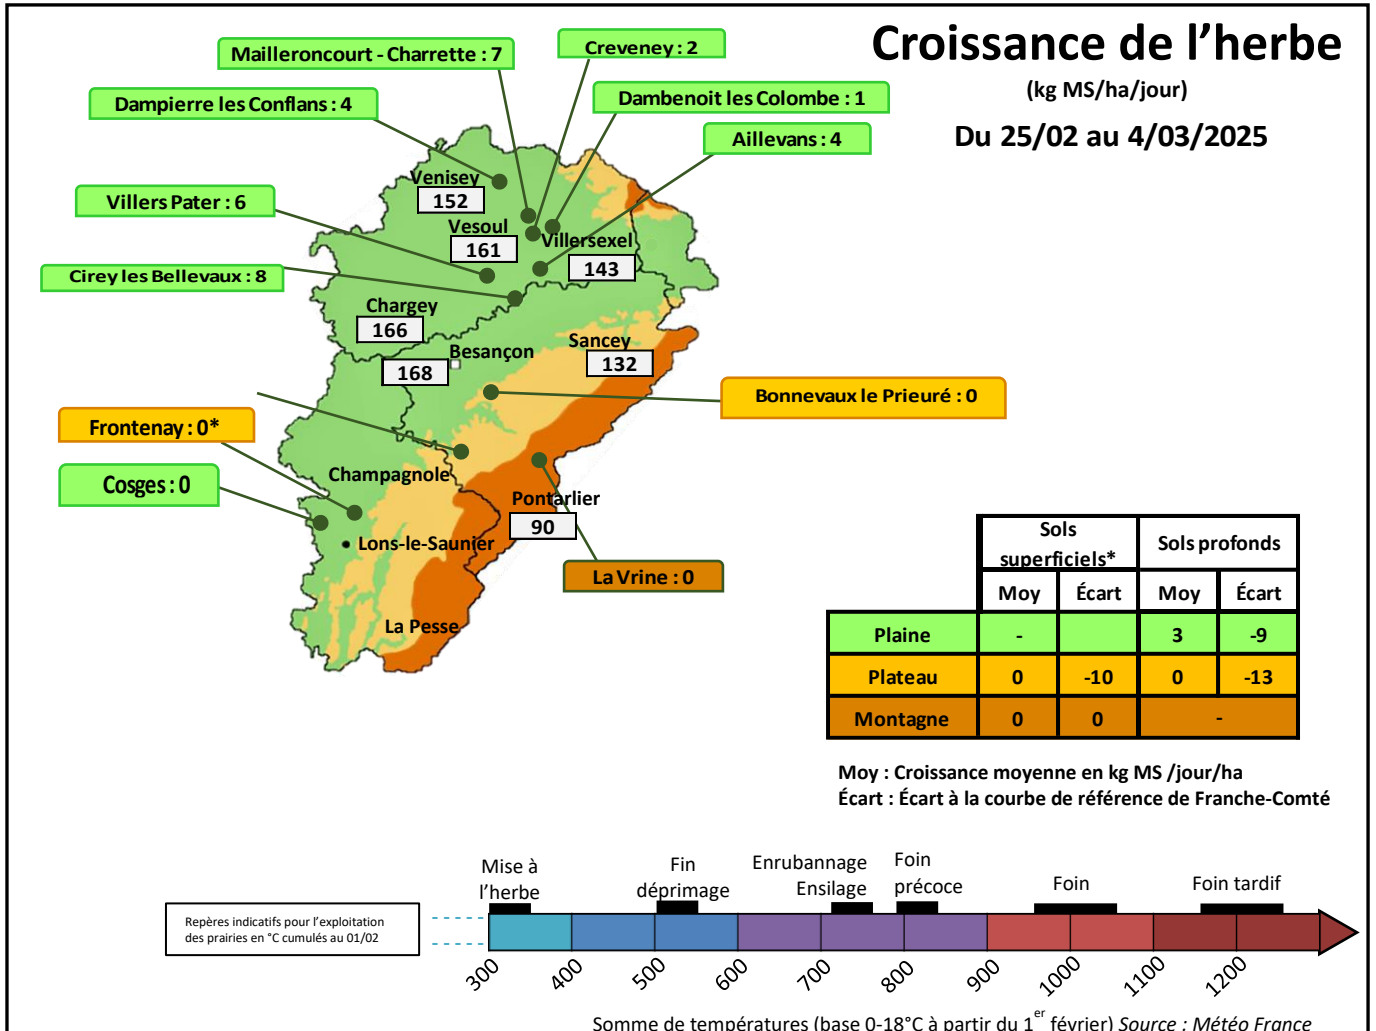 Croissance de l'herbe
(kg MS/ha/jour)
Du 25/02 au 4/03/2025
Mailleroncourt - Charrette : 7
Creveney : 2
Dampierre les Conflans : 4
Dambenoit les Colombe : 1
Aillevans : 4
Venisey
152
Villers Pater : 6
Vesoul
161
Villersexel
143
Cirey les Bellevaux : 8
Chargey
166
Sancey
132
Besançon
168
Bonnevaux le Prieuré : 0
Frontenay : 0*
Champagnole
Cosges : 0
Pontarlier
90
Lons-le-Saunier
La Vrine : 0
La Pesse
Sols superficiels*
Sols profonds
Moy Écart Moy Écart
Plaine - 3 -9
Plateau 0 -10 0 -13
Montagne 0 0 -
Moy : Croissance moyenne en kg MS /jour/ha
Écart : Écart à la courbe de référence de Franche-Comté
Mise à l'herbe
Fin déprimage
Enrubannage Ensilage
Foin précoce
Foin
Foin tardif
Repères indicatifs pour l'exploitation
des prairies en °C cumulés au 01/02
300 400 500 600 700 800 900 1000 1100 1200
Somme de températures (base 0-18°C à partir du 1er février) Source : Météo France